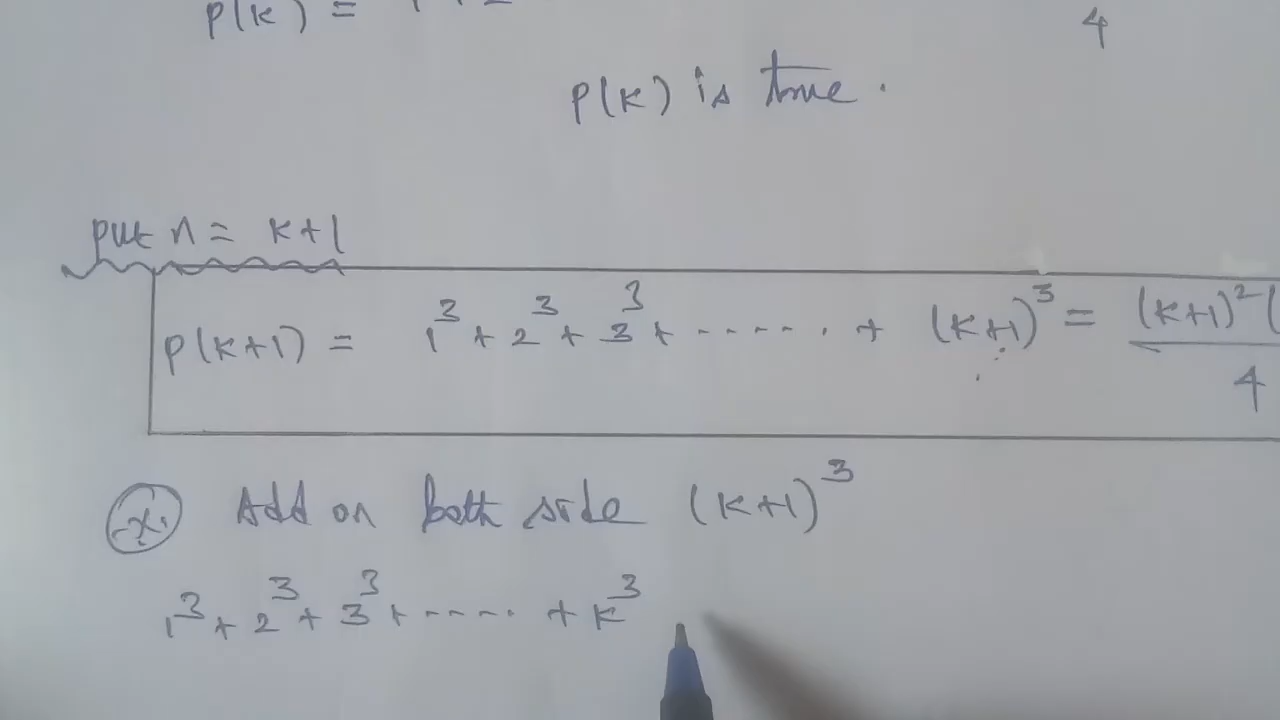 P(K) =
4
P(K) is true.
put n = K+1
P(K+1) = 1³ + 2³ + 3³ + ....... + (K+1)³ = (K+1)² (
4
Add on both side (K+1)³
1³ + 2³ + 3³ + ..... + K³